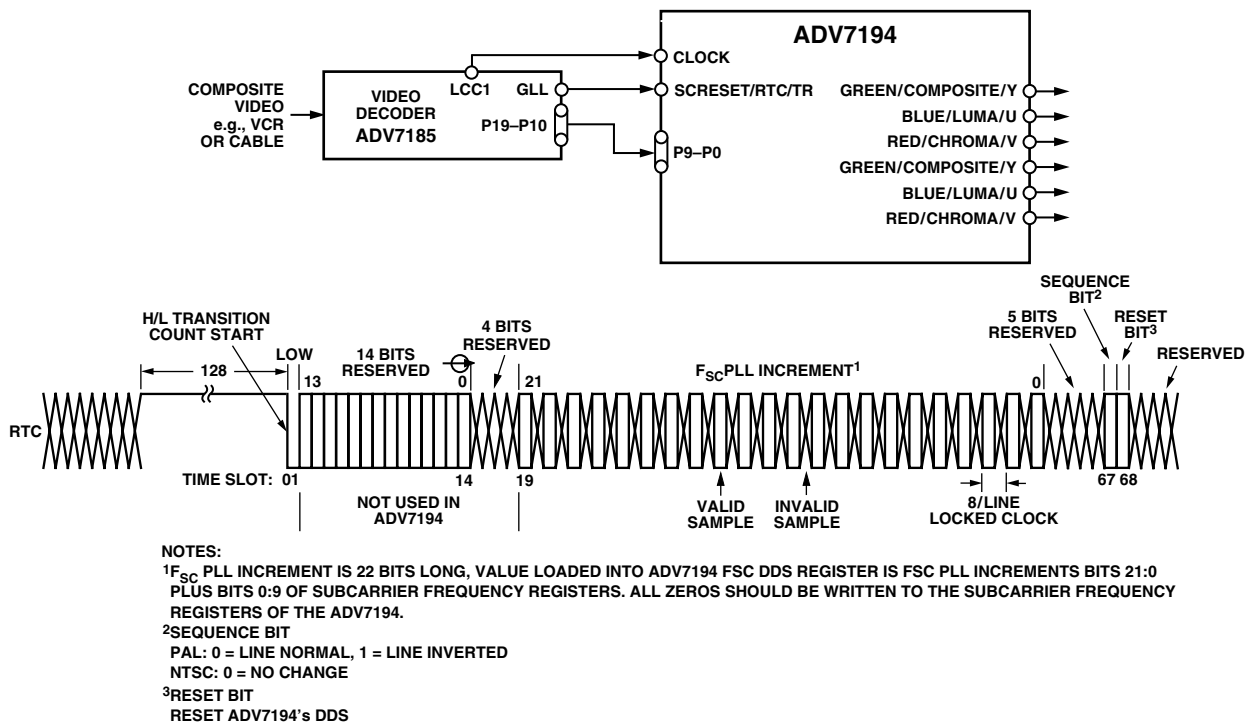 ADV7194
CLOCK
COMPOSITE
VIDEO
e.g., VCR
OR CABLE
VIDEO
DECODER
ADV7185
LCC1
GLL
P19–P10
SCRESET/RTC/TR
P9–P0
GREEN/COMPOSITE/Y
BLUE/LUMA/U
RED/CHROMA/V
GREEN/COMPOSITE/Y
BLUE/LUMA/U
RED/CHROMA/V
H/L TRANSITION
COUNT START
LOW
128
13
14 BITS
RESERVED
0
4 BITS
RESERVED
21
FSC PLL INCREMENT1
0
5 BITS
RESERVED
SEQUENCE
BIT2
RESET
BIT3
RESERVED
RTC
TIME SLOT: 01
14
19
67 68
NOT USED IN
ADV7194
VALID
SAMPLE
INVALID
SAMPLE
8/LINE
LOCKED CLOCK
NOTES:
1FSC PLL INCREMENT IS 22 BITS LONG, VALUE LOADED INTO ADV7194 FSC DDS REGISTER IS FSC PLL INCREMENTS BITS 21:0
PLUS BITS 0:9 OF SUBCARRIER FREQUENCY REGISTERS. ALL ZEROS SHOULD BE WRITTEN TO THE SUBCARRIER FREQUENCY
REGISTERS OF THE ADV7194.
2SEQUENCE BIT
PAL: 0 = LINE NORMAL, 1 = LINE INVERTED
NTSC: 0 = NO CHANGE
3RESET BIT
RESET ADV7194's DDS